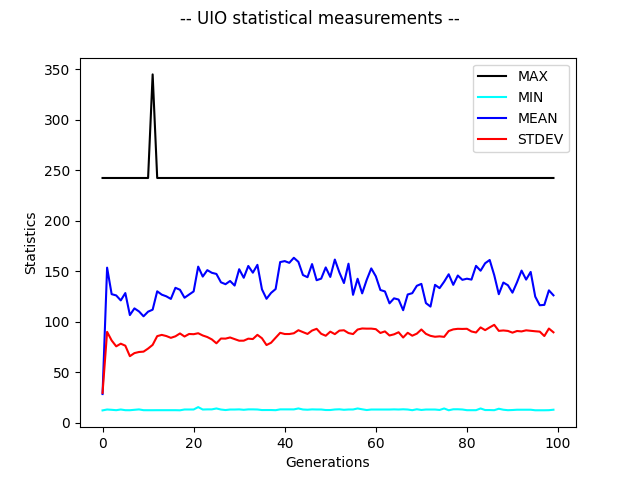 -- UIO statistical measurements --
350
300
250
200
150
100
50
0
Statistics
MAX
MIN
MEAN
STDEV
0 20 40 60 80 100
Generations